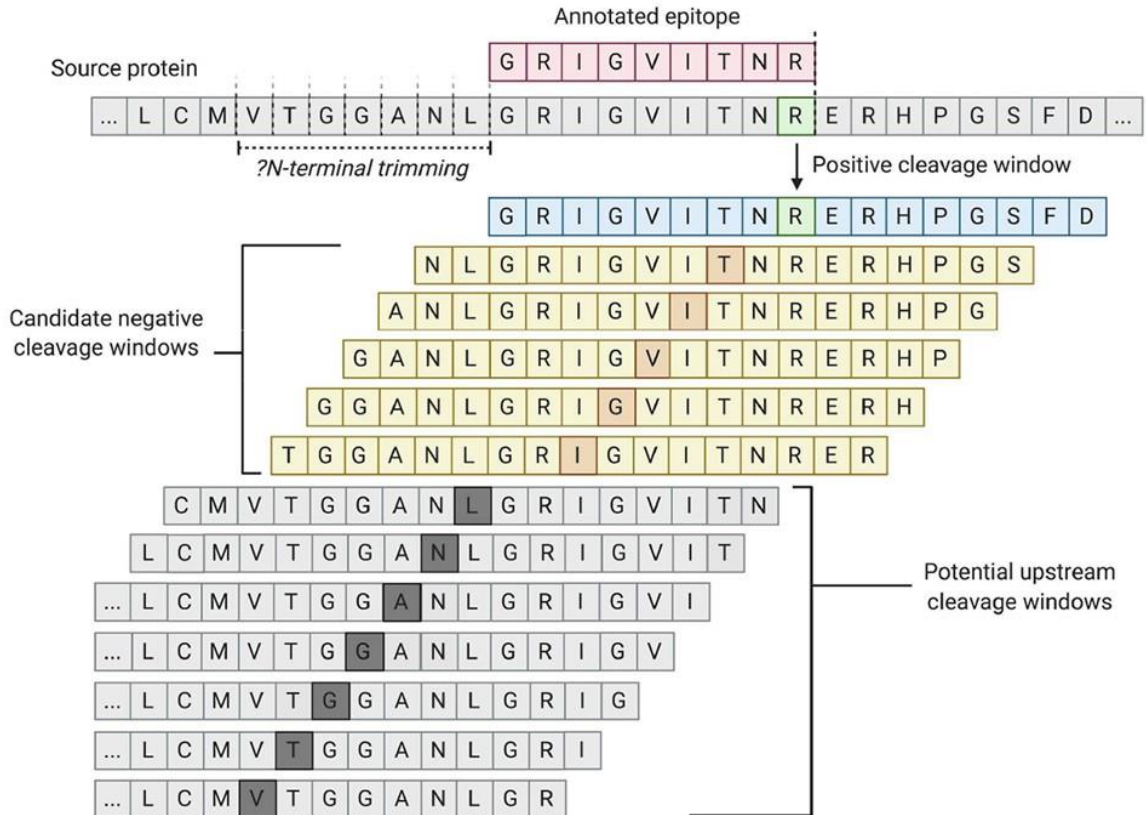 Annotated epitope
G R I G V I T N R
Source protein
... L C M V T G G A N L G R I G V I T N R E R H P G S F D ...
?N-terminal trimming
Positive cleavage window
G R I G V I T N R E R H P G S F D
N L G R I G V I T N R E R H P G S
Candidate negative
cleavage windows
A N L G R I G V I T N R E R H P G
G A N L G R I G V I T N R E R H P
G G A N L G R I G V I T N R E R H
T G G A N L G R I G V I T N R E R
C M V T G G A N L G R I G V I T N
L C M V T G G A N L G R I G V I T
Potential upstream
cleavage windows
... L C M V T G G A N L G R I G V I
... L C M V T G G A N L G R I G V
... L C M V T G G A N L G R I G
... L C M V T G G A N L G R I
... L C M V T G G A N L G R